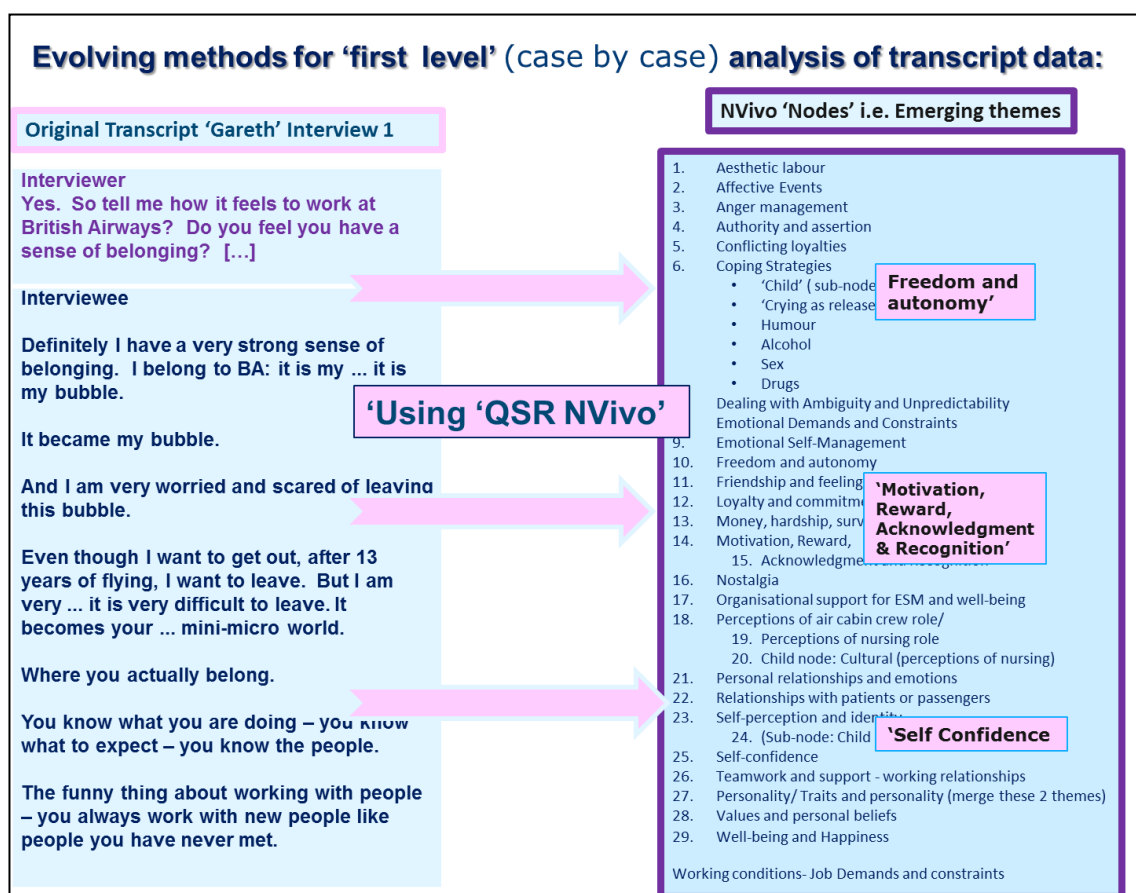 Evolving methods for ‘first level’ (case by case) analysis of transcript data:
Original Transcript ‘Gareth’ Interview 1
Interviewer
Yes. So tell me how it feels to work at
British Airways? Do you feel you have a
sense of belonging? [...]
Interviewee
Definitely I have a very strong sense of
belonging. I belong to BA: it is my ... it is
my bubble.
It became my bubble.
And I am very worried and scared of leaving
this bubble.
Even though I want to get out, after 13
years of flying, I want to leave. But I am
very ... it is very difficult to leave. It
becomes your ... mini-micro world.
Where you actually belong.
You know what you are doing – you know
what to expect – you know the people.
The funny thing about working with people
– you always work with new people like
people you have never met.
‘Using ‘QSR NVivo’
NVivo ‘Nodes’ i.e. Emerging themes
1. Aesthetic labour
2. Affective Events
3. Anger management
4. Authority and assertion
5. Conflicting loyalties
6. Coping Strategies
• ‘Child’ ( sub-node
• ‘Crying as release
• Humour
• Alcohol
• Sex
• Drugs
Dealing with Ambiguity and Unpredictability
Emotional Demands and Constraints
9. Emotional Self-Management
10. Freedom and autonomy
11. Friendship and feeling
12. Loyalty and commitme
13. Money, hardship, surv
14. Motivation, Reward,
15. Acknowledgment and Recognition
16. Nostalgia
17. Organisational support for ESM and well-being
18. Perceptions of air cabin crew role/
19. Perceptions of nursing role
20. Child node: Cultural (perceptions of nursing)
21. Personal relationships and emotions
22. Relationships with patients or passengers
23. Self-perception and identity
24. (Sub-node: Child
25. Self-confidence
26. Teamwork and support - working relationships
27. Personality/ Traits and personality (merge these 2 themes)
28. Values and personal beliefs
29. Well-being and Happiness
Working conditions- Job Demands and constraints
Freedom and
autonomy’
‘Motivation,
Reward,
Acknowledgment
& Recognition’
‘Self Confidence